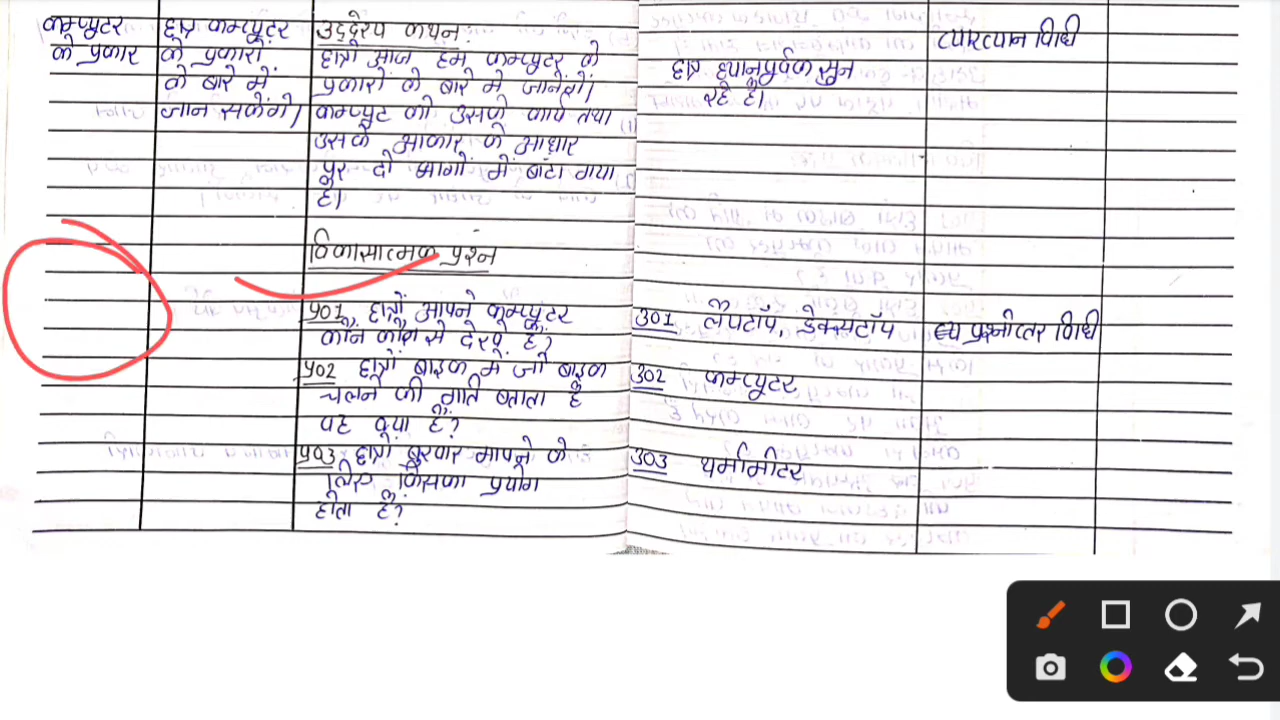 कम्प्यूटर
के प्रकार
छात्र कम्प्यूटर
के प्रकारों
के बारे में
जान सकेंगे।
उद्देश्य कथन:
छात्रों आज हम कम्प्यूटर के
प्रकारों के बारे में जानेगें।
कम्प्यूट को उसके कार्य तथा
उसके आकार के आधार
पर दो भागों में बांटा गया
है।
विकासात्मक प्रश्न
प्र01 छात्रों आपने कम्प्यूटर
कौन कौन से देखे है?
प्र02 छात्रों बाइक में जो बाइक
चलने की गति बताता है
वह क्या है?
प्र03 छात्रों बुखार मापने के
लिए किसका प्रयोग
होता है?
छात्र ध्यानपूर्वक सुन
रहे है।
उ01 लैपटॉप, डेक्सटॉप
उ02 कम्प्यूटर
उ03 थर्मामीटर
व्याख्यान विधि
प्रश्नोत्तर विधि